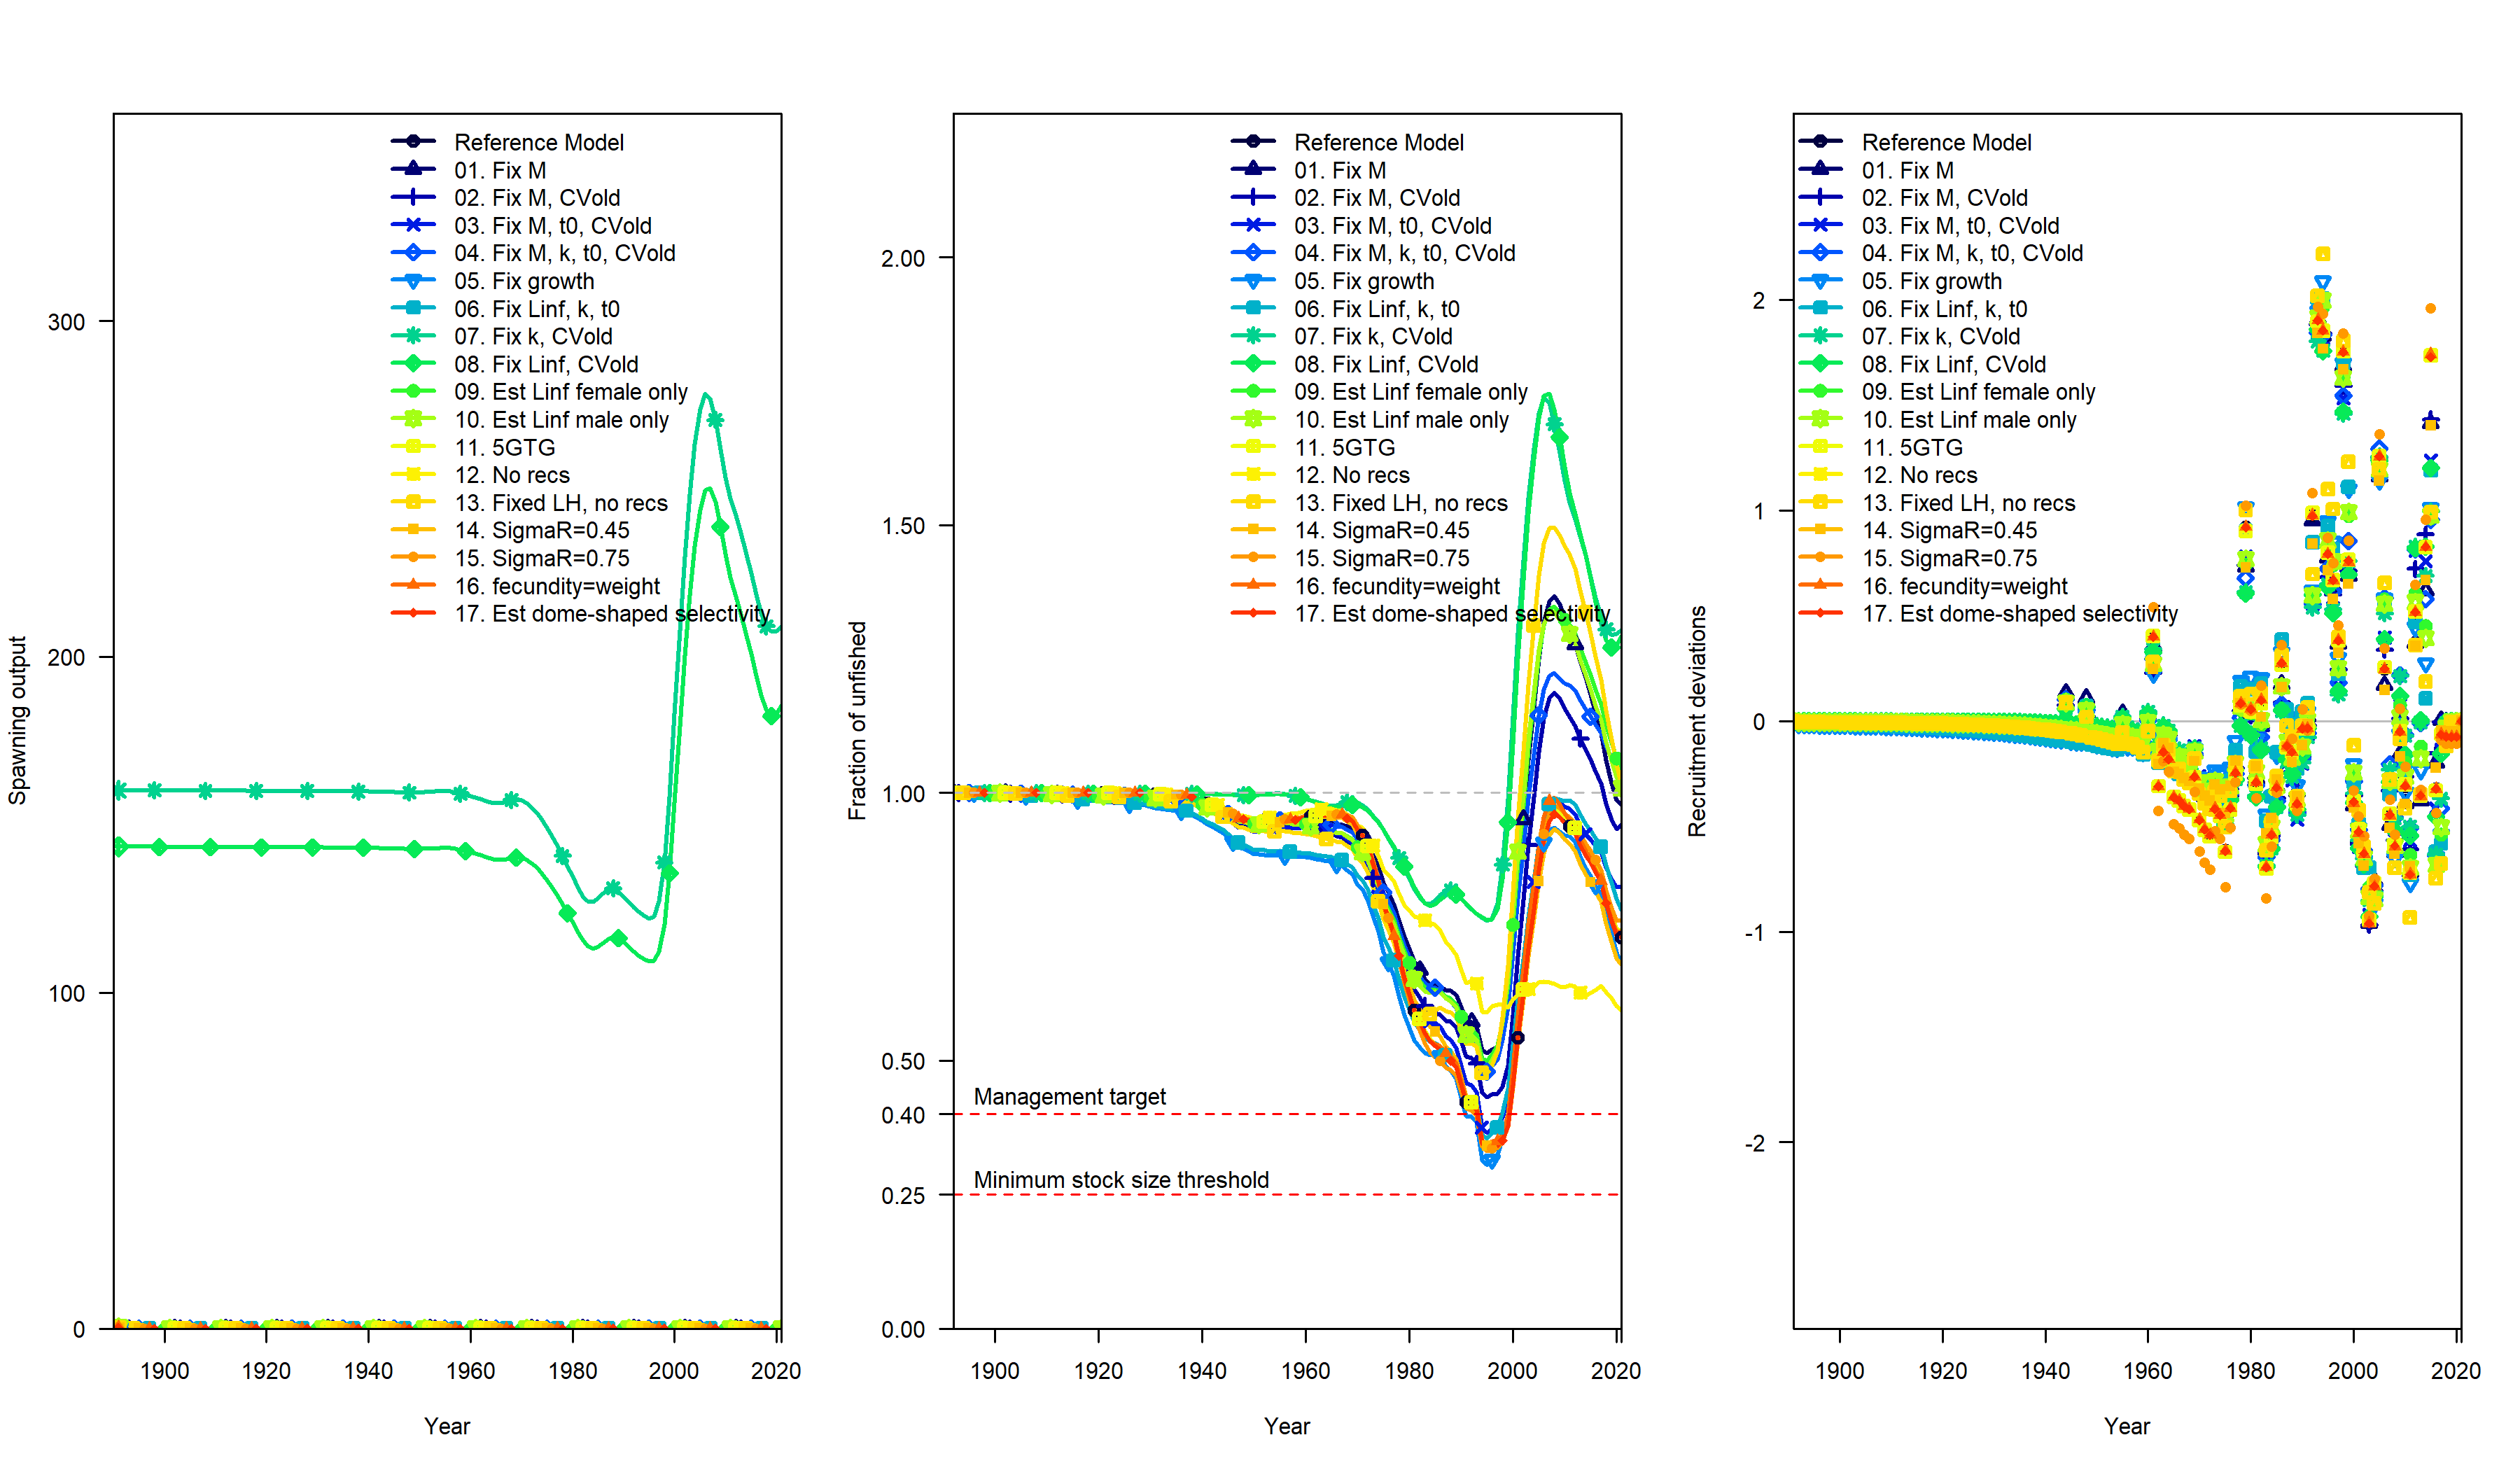 Spawning output
300
200
100
0
1900 1920 1940 1960 1980 2000 2020
Year
Reference Model
01. Fix M
02. Fix M, CVold
03. Fix M, t0, CVold
04. Fix M, k, t0, CVold
05. Fix growth
06. Fix Linf, k, t0
07. Fix k, CVold
08. Fix Linf, CVold
09. Est Linf female only
10. Est Linf male only
11. 5GTG
12. No recs
13. Fixed LH, no recs
14. SigmaR=0.45
15. SigmaR=0.75
16. fecundity=weight
17. Est dome-shaped selectivity
Fraction of unfished
2.00
1.50
1.00
0.50
0.40
0.25
0.00
1900 1920 1940 1960 1980 2000 2020
Year
Reference Model
01. Fix M
02. Fix M, CVold
03. Fix M, t0, CVold
04. Fix M, k, t0, CVold
05. Fix growth
06. Fix Linf, k, t0
07. Fix k, CVold
08. Fix Linf, CVold
09. Est Linf female only
10. Est Linf male only
11. 5GTG
12. No recs
13. Fixed LH, no recs
14. SigmaR=0.45
15. SigmaR=0.75
16. fecundity=weight
17. Est dome-shaped selectivity
Management target
Minimum stock size threshold
Recruitment deviations
2
1
0
-1
-2
1900 1920 1940 1960 1980 2000 2020
Year
Reference Model
01. Fix M
02. Fix M, CVold
03. Fix M, t0, CVold
04. Fix M, k, t0, CVold
05. Fix growth
06. Fix Linf, k, t0
07. Fix k, CVold
08. Fix Linf, CVold
09. Est Linf female only
10. Est Linf male only
11. 5GTG
12. No recs
13. Fixed LH, no recs
14. SigmaR=0.45
15. SigmaR=0.75
16. fecundity=weight
17. Est dome-shaped selectivity